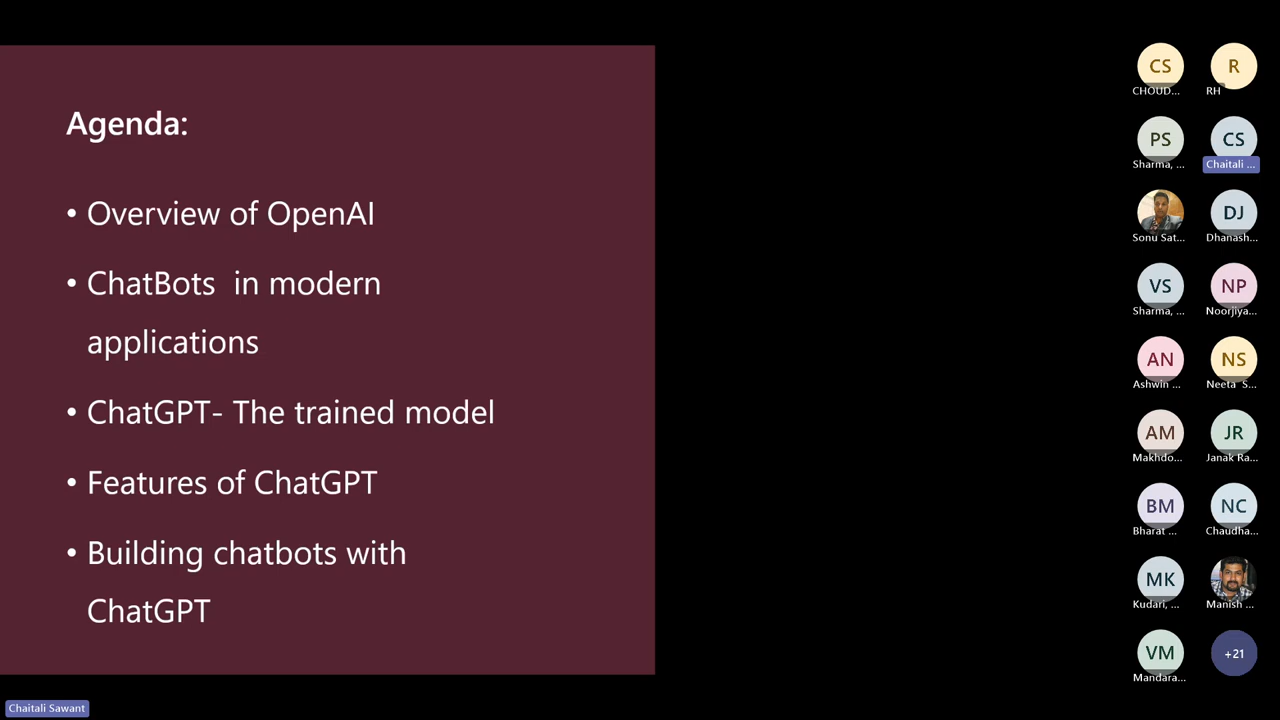 Agenda:
• Overview of OpenAI
• ChatBots  in modern
applications
• ChatGPT- The trained model
• Features of ChatGPT
• Building chatbots with
ChatGPT
CS
CHOUD...
R
RH
PS
Sharma, ...
CS
Chaitali ...
Sonu Sat...
DJ
Dhanash...
VS
Sharma, ...
NP
Noorjiya...
AN
Ashwin ...
NS
Neeta S...
AM
Makhdo...
JR
Janak Ra...
BM
Bharat ...
NC
Chaudha...
MK
Kudari, ...
Manish ...
VM
Mandara...
+21
Chaitali Sawant